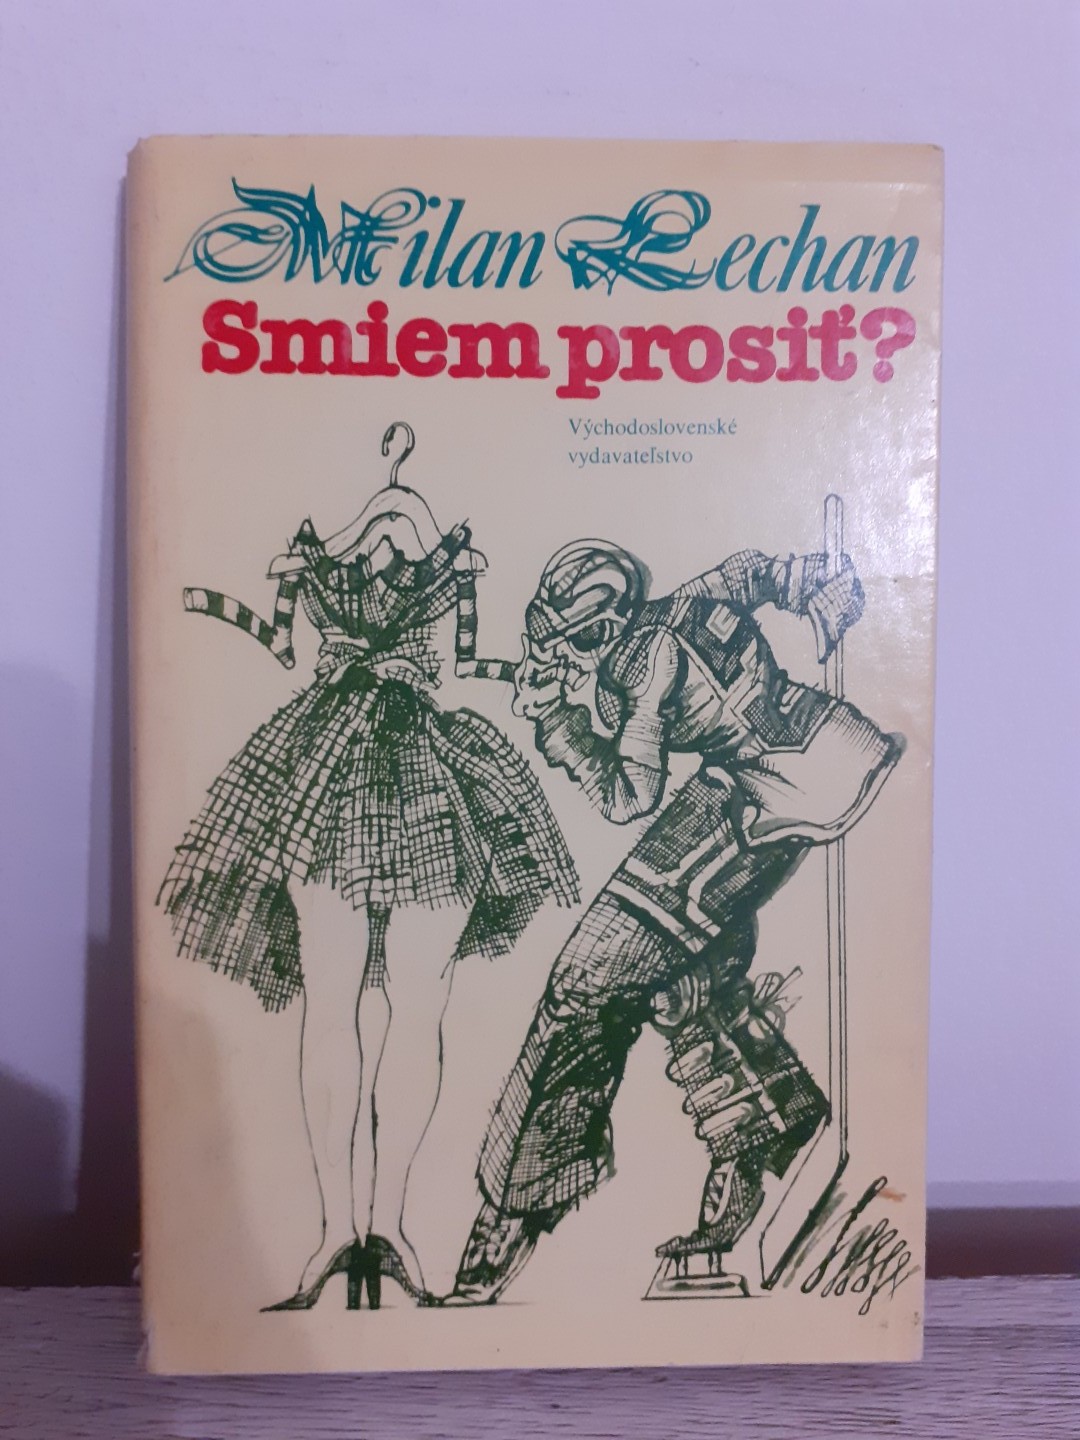 Milan Lechan
Smiem prosiť?
Východoslovenské
vydavateľstvo